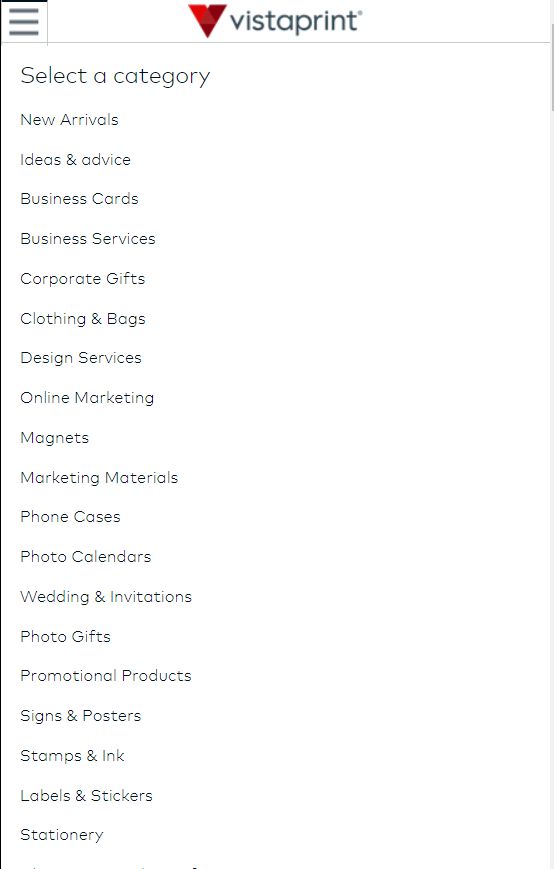 vistaprint®
Select a category
New Arrivals
Ideas & advice
Business Cards
Business Services
Corporate Gifts
Clothing & Bags
Design Services
Online Marketing
Magnets
Marketing Materials
Phone Cases
Photo Calendars
Wedding & Invitations
Photo Gifts
Promotional Products
Signs & Posters
Stamps & Ink
Labels & Stickers
Stationery